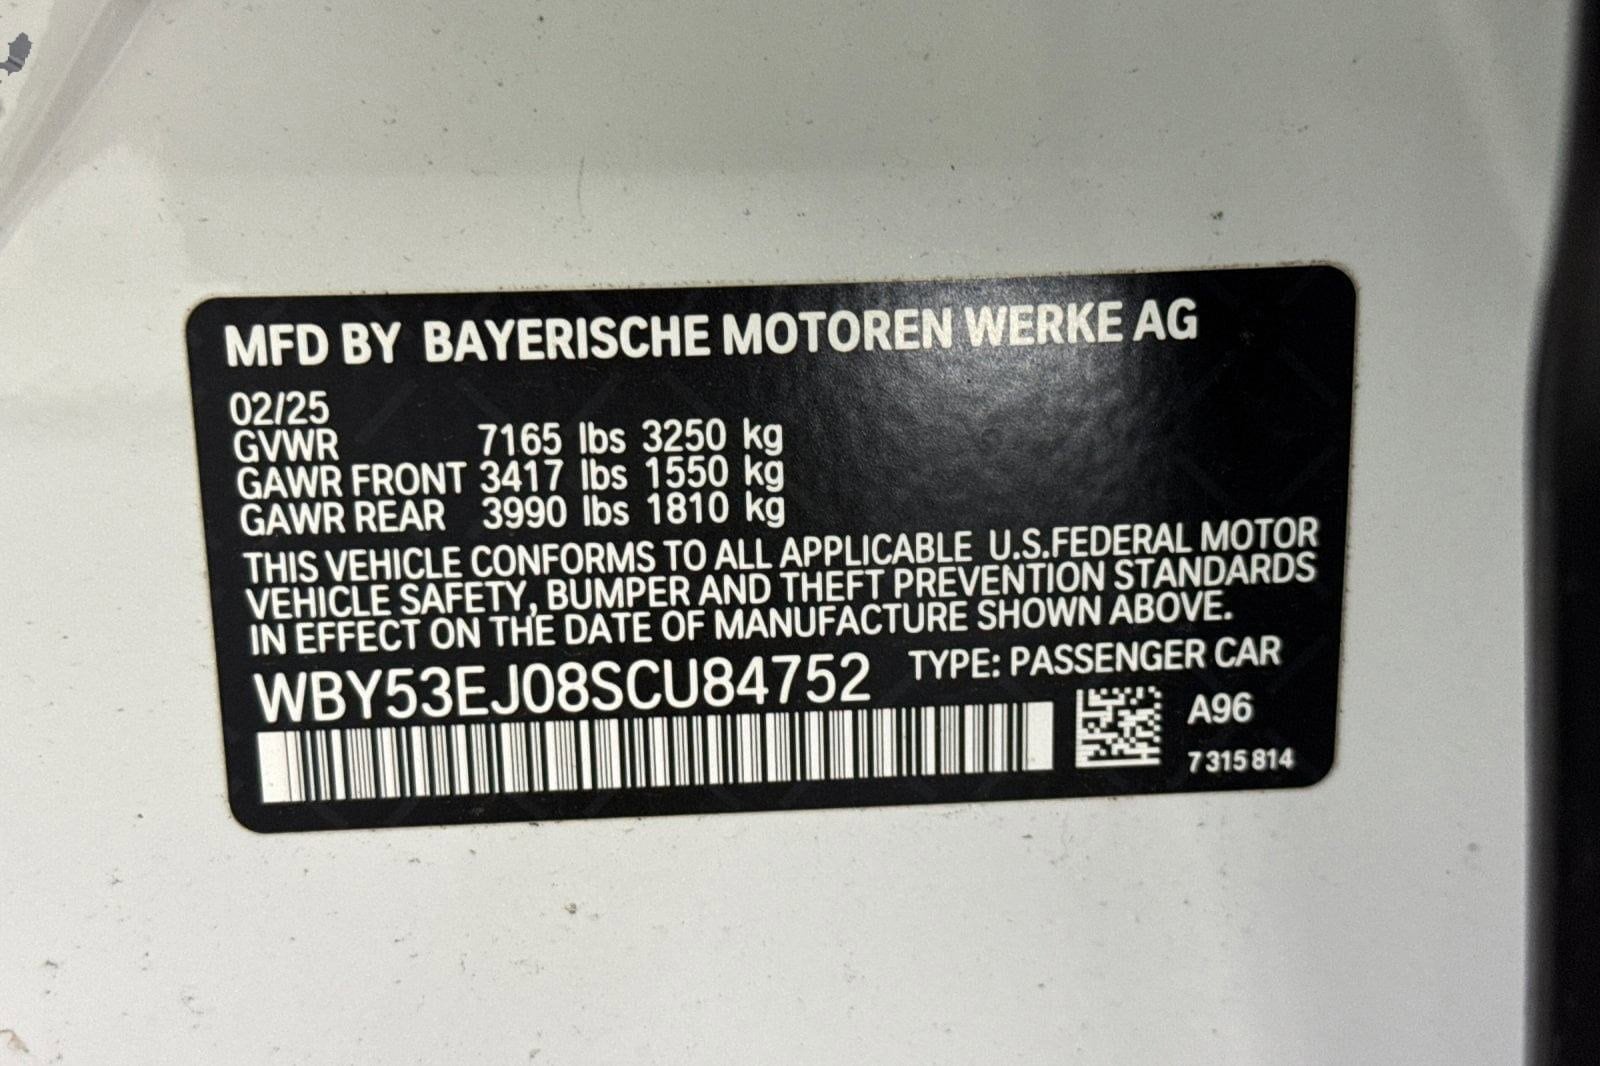 MFD BY BAYERISCHE MOTOREN WERKE AG
02/25
GVWR 7165 lbs 3250 kg
GAWR FRONT 3417 lbs 1550 kg
GAWR REAR 3990 lbs 1810 kg
THIS VEHICLE CONFORMS TO ALL APPLICABLE U.S.FEDERAL MOTOR
VEHICLE SAFETY, BUMPER AND THEFT PREVENTION STANDARDS
IN EFFECT ON THE DATE OF MANUFACTURE SHOWN ABOVE.
WBY53EJ08SCU84752 TYPE: PASSENGER CAR
A96
7 315 814